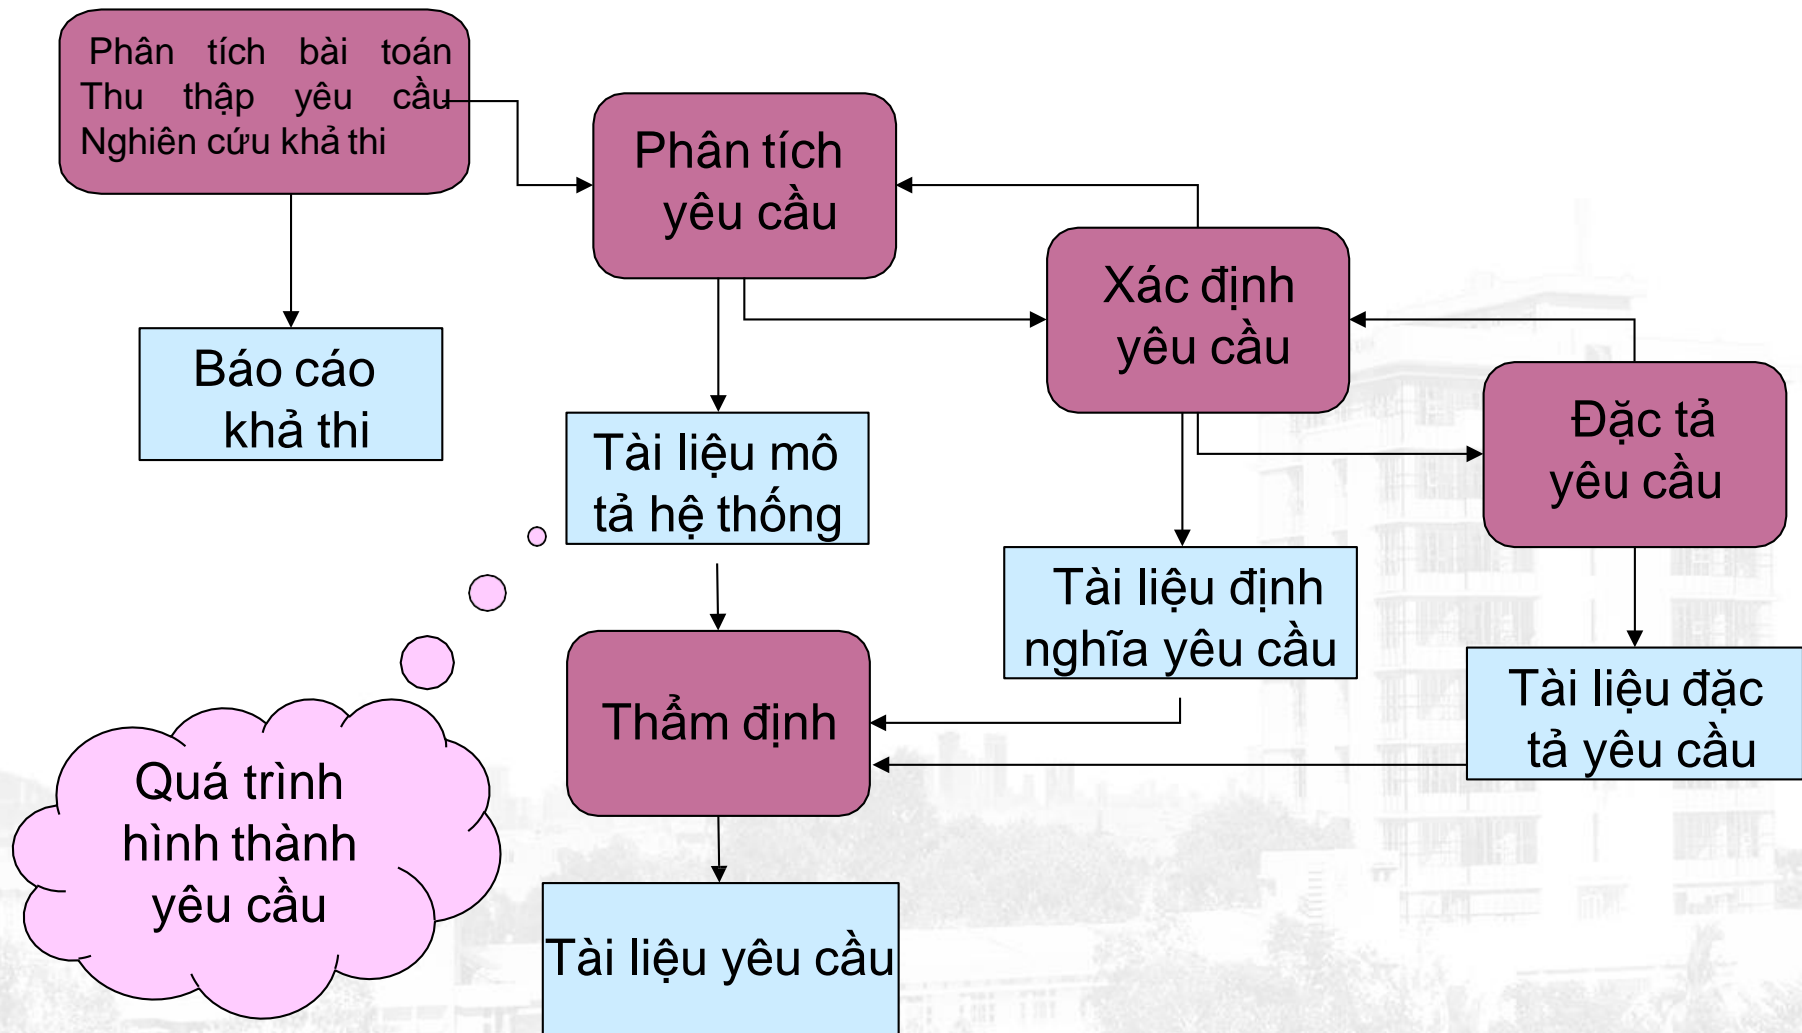 Phân tích bài toán
Thu thập yêu cầu
Nghiên cứu khả thi
Phân tích
yêu cầu
Xác định
yêu cầu
Đặc tả
yêu cầu
Báo cáo
khả thi
Tài liệu mô
tả hệ thống
Tài liệu định
nghĩa yêu cầu
Tài liệu đặc
tả yêu cầu
Thẩm định
Quá trình
hình thành
yêu cầu
Tài liệu yêu cầu